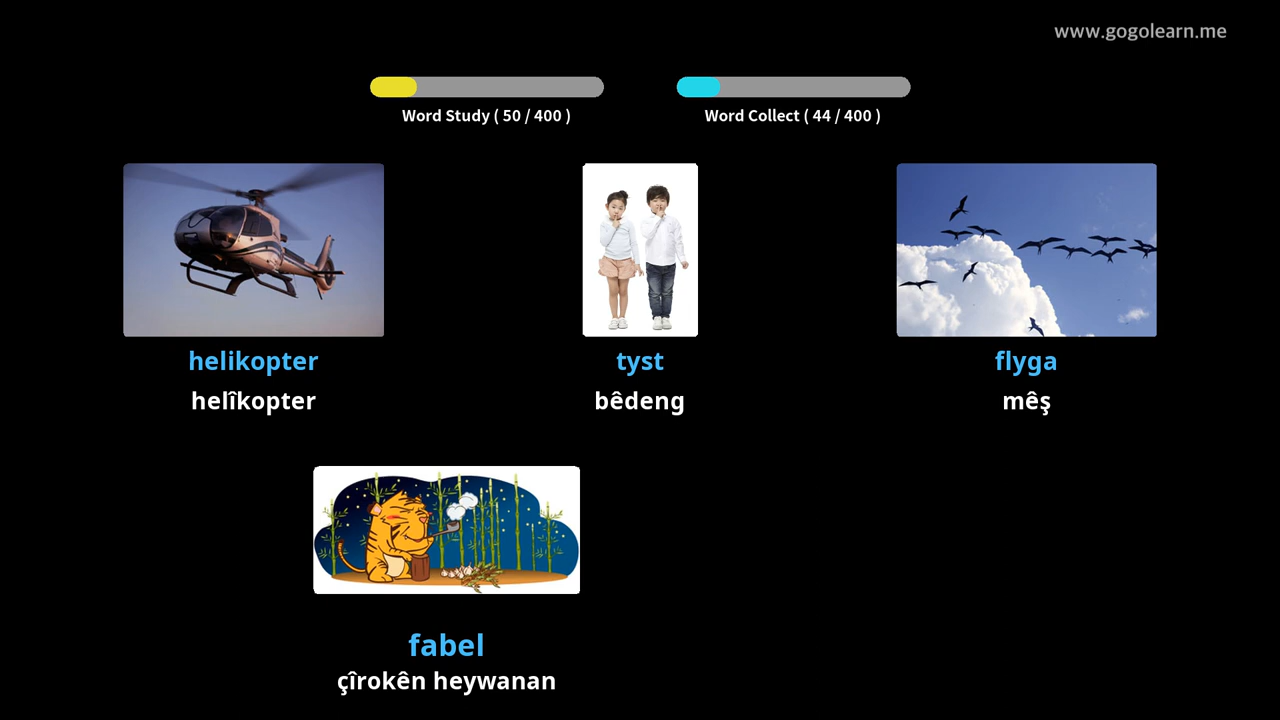 www.gogolearn.me
Word Study ( 50 / 400 )
Word Collect ( 44 / 400 )
helikopter
helîkopter
tyst
bêdeng
flyga
mêş
fabel
çîrokên heywanan